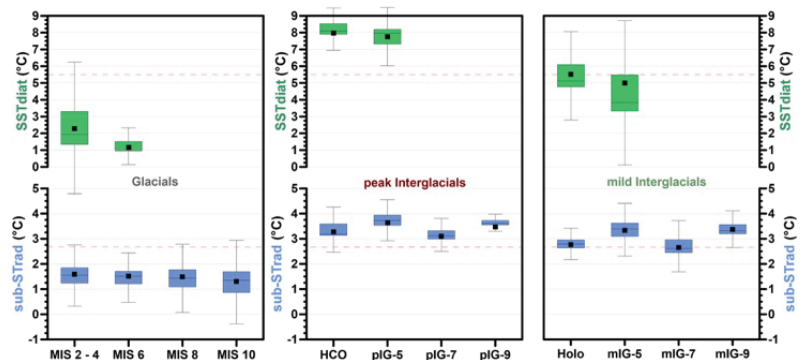 9 9 9
8 8 8
7 7 7
6 6 6
5 5 5
4 4 4
3 3 3
2 2 2
1 1 1
0 0 0
SSTdiat (°C) SSTdiat (°C) SSTdiat (°C)
Glacials peak Interglacials mild Interglacials
5 5 5
4 4 4
3 3 3
2 2 2
1 1 1
0 0 0
-1 -1 -1
sub-STrad (°C) sub-STrad (°C) sub-STrad (°C)
MIS 2 - 4 MIS 6 MIS 8 MIS 10 HCO pIG-5 pIG-7 pIG-9 Holo mIG-5 mIG-7 mIG-9